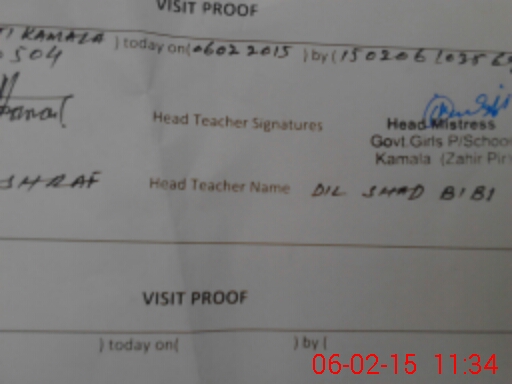 VISIT PROOF
KAMALA ) today on( 06022015 ) by (
504
Head Teacher Signatures
Head Mistress
Govt.Girls P/School
Kamala (Zahir Pir
SHRAF Head Teacher Name DIL SHAD BIBI
VISIT PROOF
) today on( ) by (
06-02-15 11:34